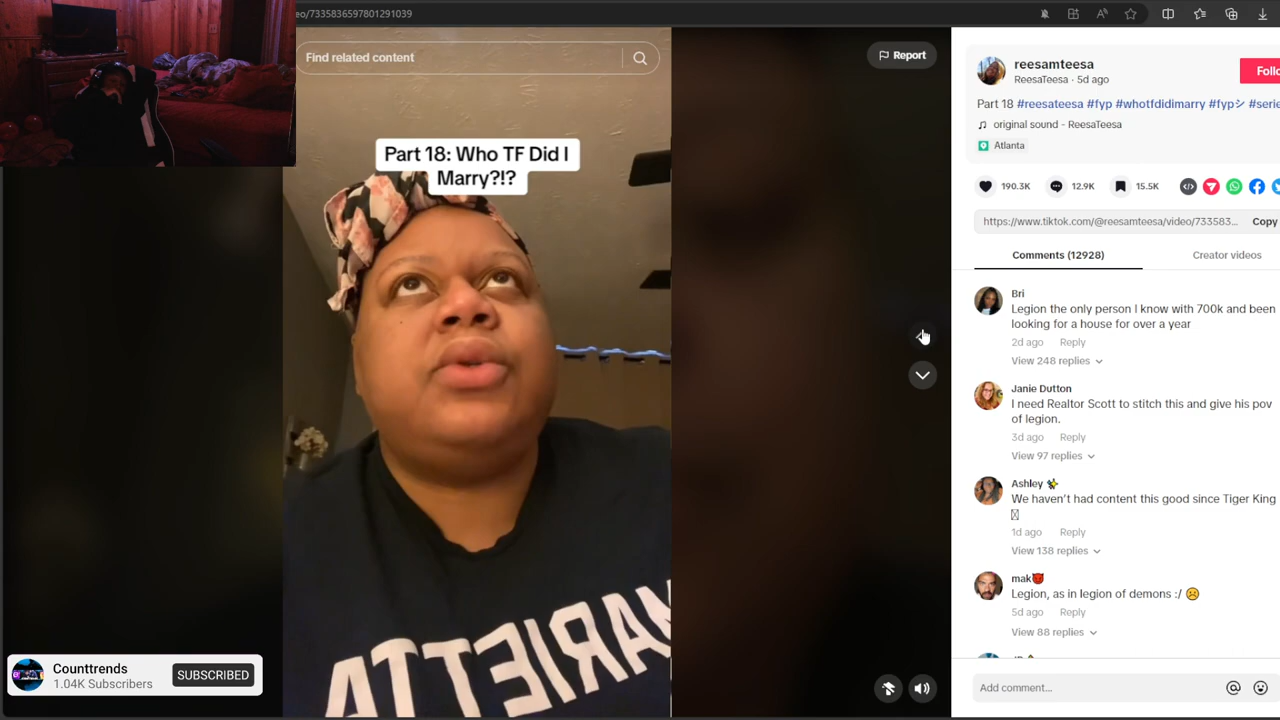 eo/7335836597801291039
Find related content
Report
Part 18: Who TF Did I
Marry?!?
MARIETTA
Counttrends
1.04K Subscribers
SUBSCRIBED
reesamteesa
ReesaTeesa · 5d ago
Follo
Part 18 #reesateesa #fyp #whotfdidimarry #fypシ #serie
original sound - ReesaTeesa
Atlanta
190.3K
12.9K
15.5K
https://www.tiktok.com/@reesamteesa/video/733583...
Copy
Comments (12928)
Creator videos
Bri
Legion the only person I know with 700k and been
looking for a house for over a year
2d ago Reply
View 248 replies
Janie Dutton
I need Realtor Scott to stitch this and give his pov
of legion.
3d ago Reply
View 97 replies
Ashley ✨
We haven't had content this good since Tiger King
1d ago Reply
View 138 replies
mak😈
Legion, as in legion of demons :/ ☹️
5d ago Reply
View 88 replies
Add comment...